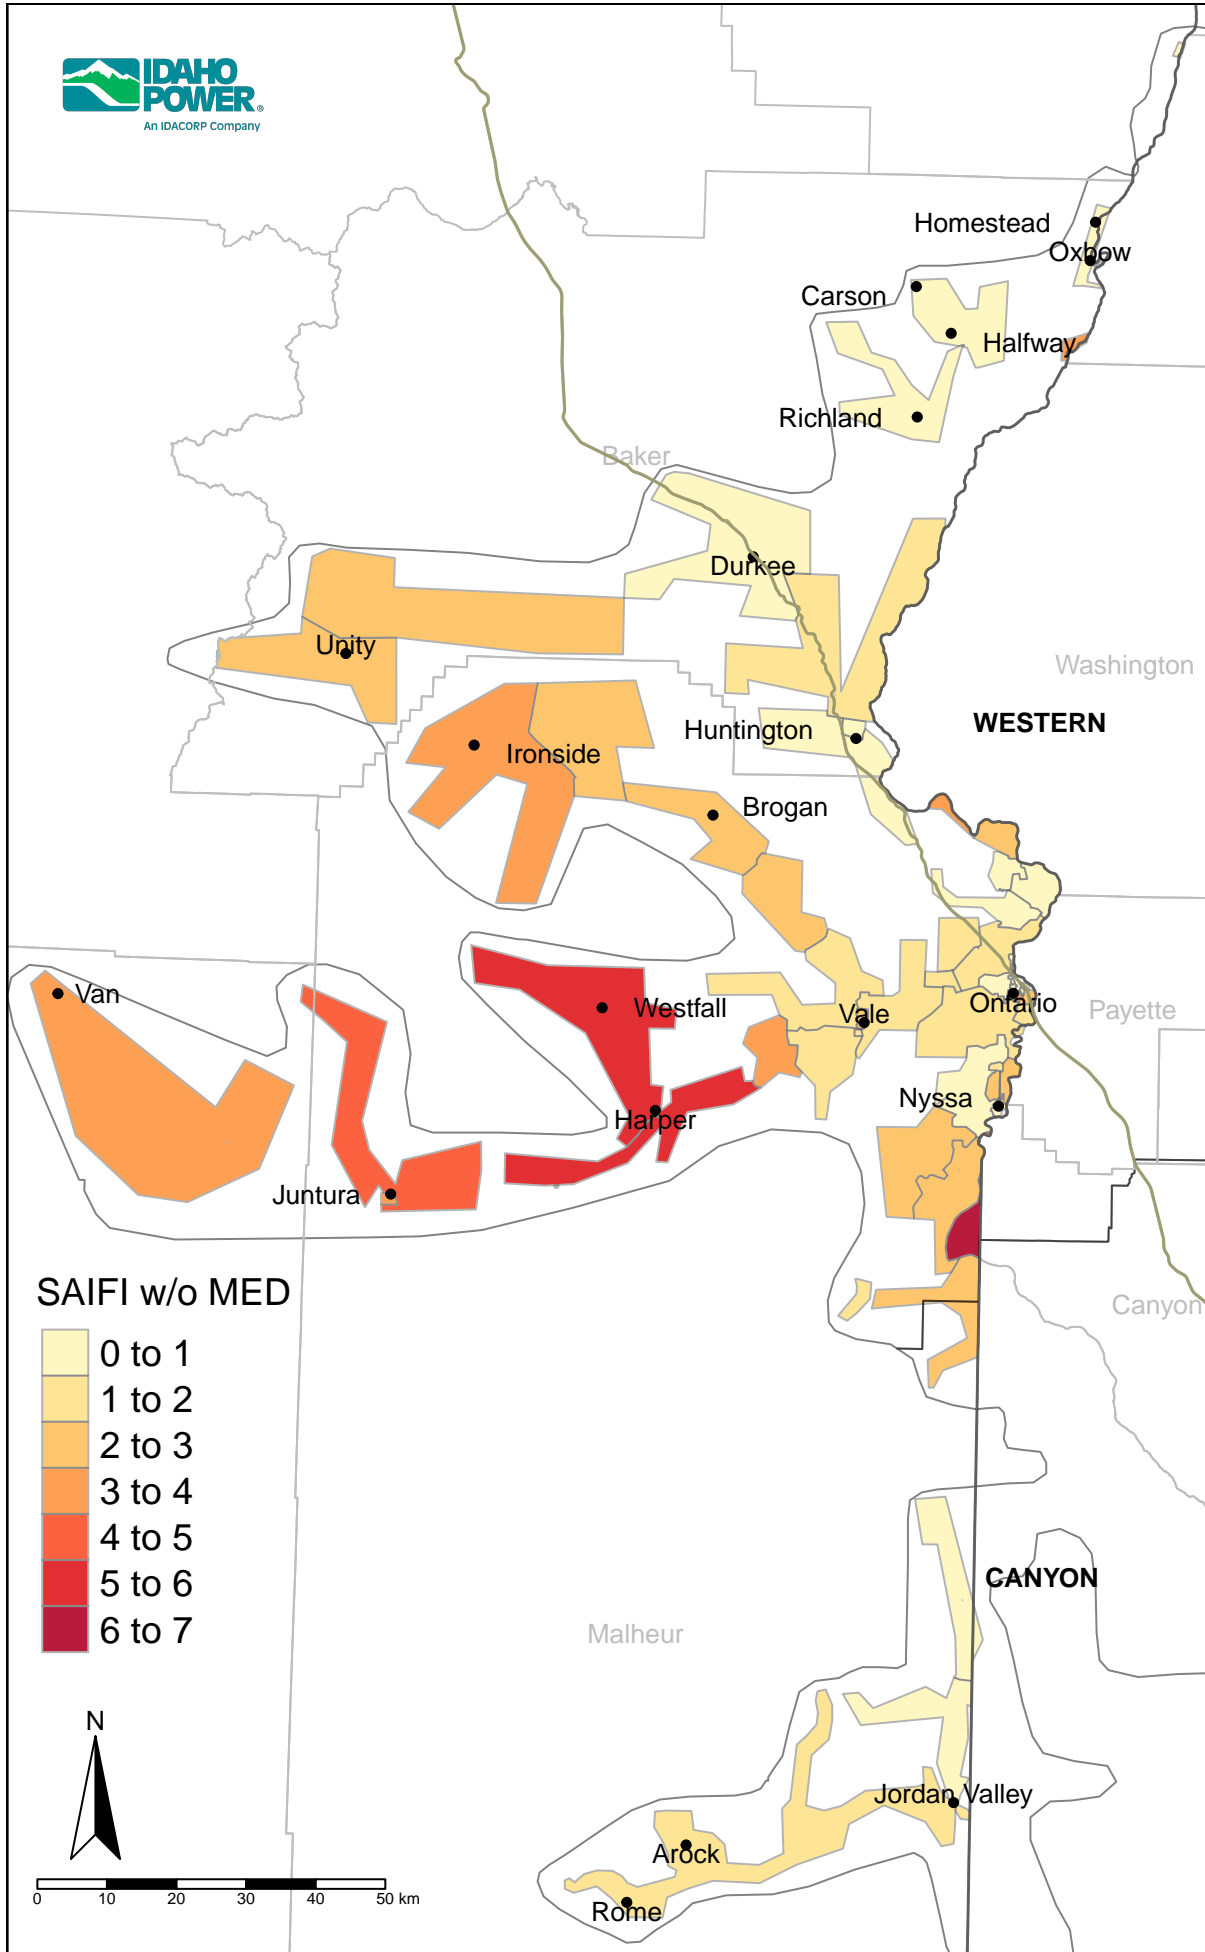 IDAHO
POWER®
An IDACORP Company
Homestead
Oxbow
Carson
Halfway
Richland
Baker
Durkee
Unity
Washington
WESTERN
Huntington
Ironside
Brogan
Van
Westfall
Vale
Ontario
Payette
Nyssa
Harper
Juntura
SAIFI w/o MED
Canyon
0 to 1
1 to 2
2 to 3
3 to 4
4 to 5
5 to 6
6 to 7
CANYON
Malheur
N
Jordan Valley
Arock
Rome
0 10 20 30 40 50 km